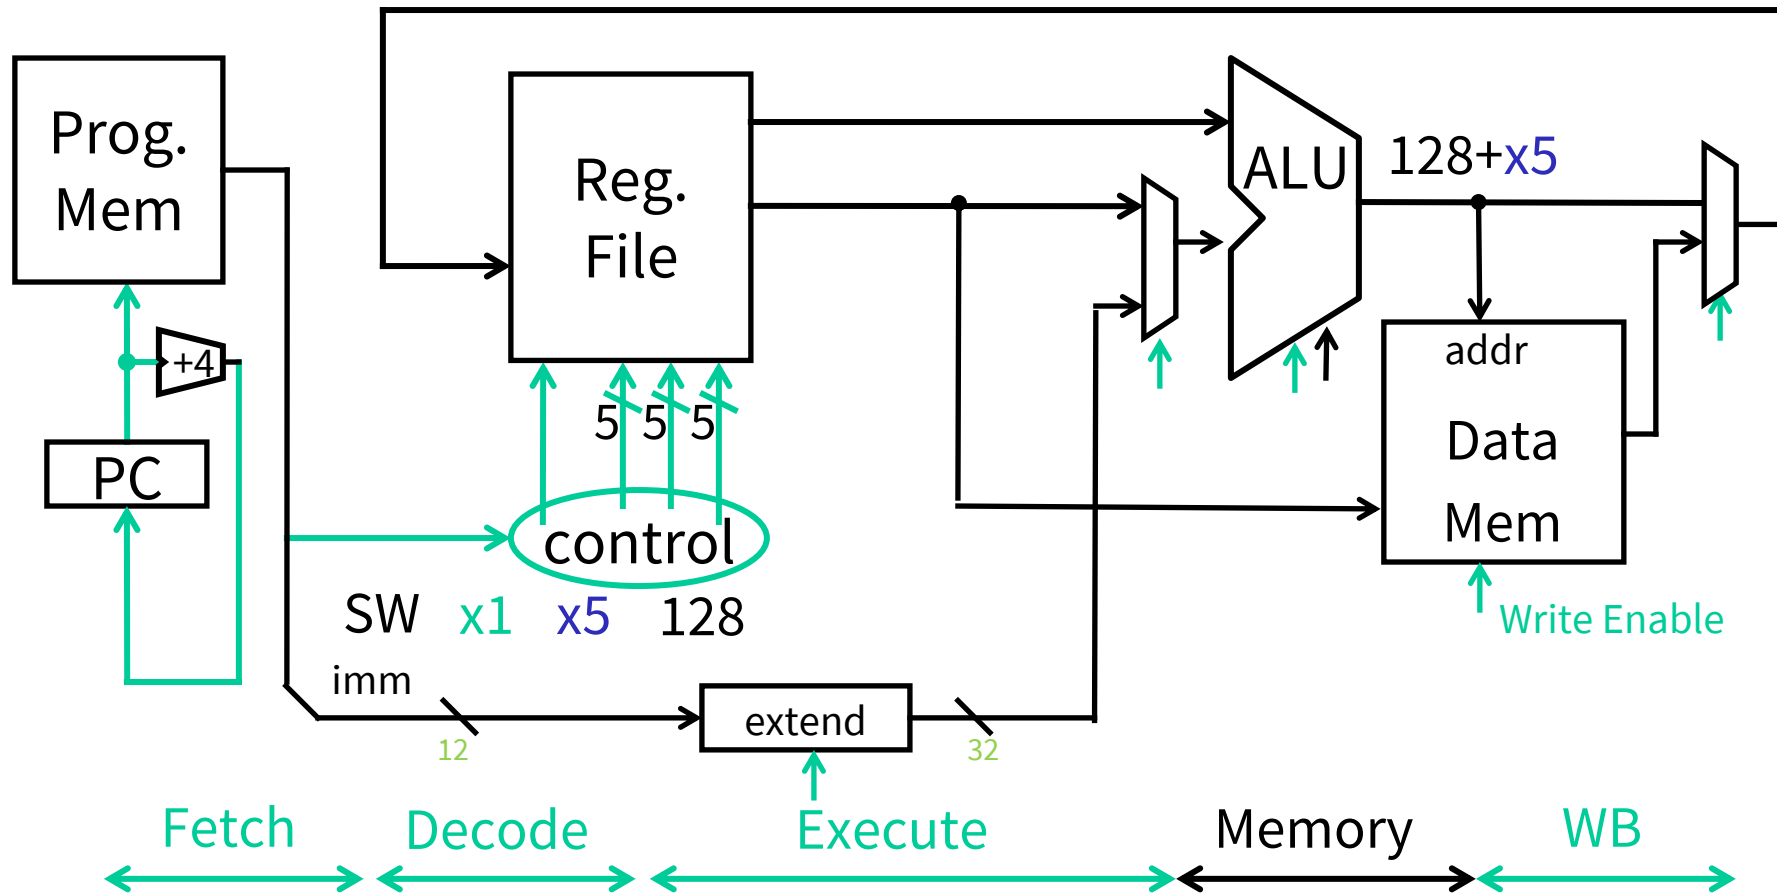 Prog.
Mem
+4
PC
Reg.
File
5 5 5
control
SW x1 x5 128
imm
12
extend
32
ALU
128+x5
addr
Data
Mem
Write Enable
Fetch Decode Execute Memory WB